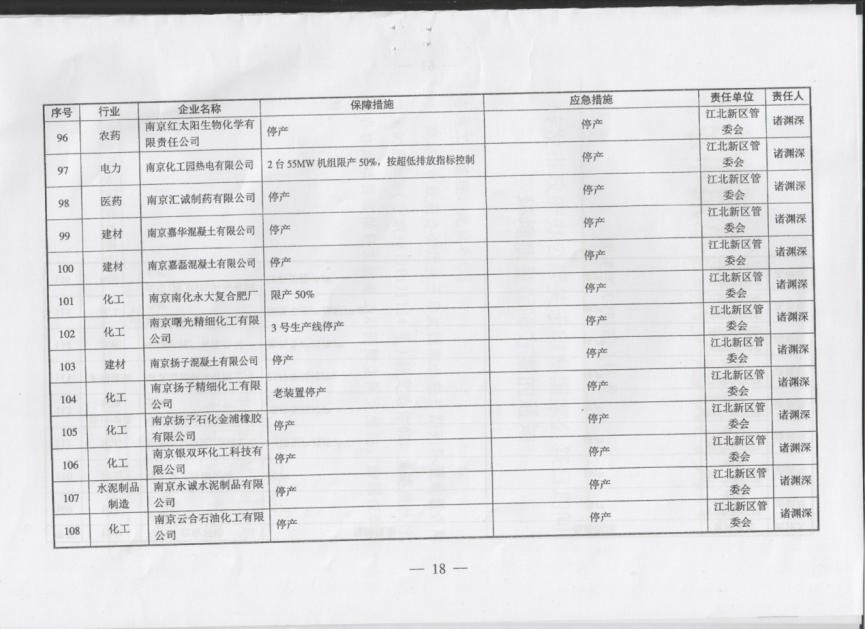 序号 行业 企业名称 保障措施 应急措施 责任单位 责任人
96 农药 南京红太阳生物化学有限责任公司 停产 停产 江北新区管委会 诸渊深
97 电力 南京化工园热电有限公司 2台55MW机组限产50%，按超低排放指标控制 停产 江北新区管委会 诸渊深
98 医药 南京汇诚制药有限公司 停产 停产 江北新区管委会 诸渊深
99 建材 南京嘉华混凝土有限公司 停产 停产 江北新区管委会 诸渊深
100 建材 南京嘉磊混凝土有限公司 停产 停产 江北新区管委会 诸渊深
101 化工 南京南化永大复合肥厂 限产50% 停产 江北新区管委会 诸渊深
102 化工 南京曙光精细化工有限公司 3号生产线停产 停产 江北新区管委会 诸渊深
103 建材 南京扬子混凝土有限公司 停产 停产 江北新区管委会 诸渊深
104 化工 南京扬子精细化工有限公司 老装置停产 停产 江北新区管委会 诸渊深
105 化工 南京扬子石化金浦橡胶有限公司 停产 停产 江北新区管委会 诸渊深
106 化工 南京银双环化工科技有限公司 停产 停产 江北新区管委会 诸渊深
107 水泥制品制造 南京永诚水泥制品有限公司 停产 停产 江北新区管委会 诸渊深
108 化工 南京云合石油化工有限公司 停产 停产 江北新区管委会 诸渊深
— 18 —